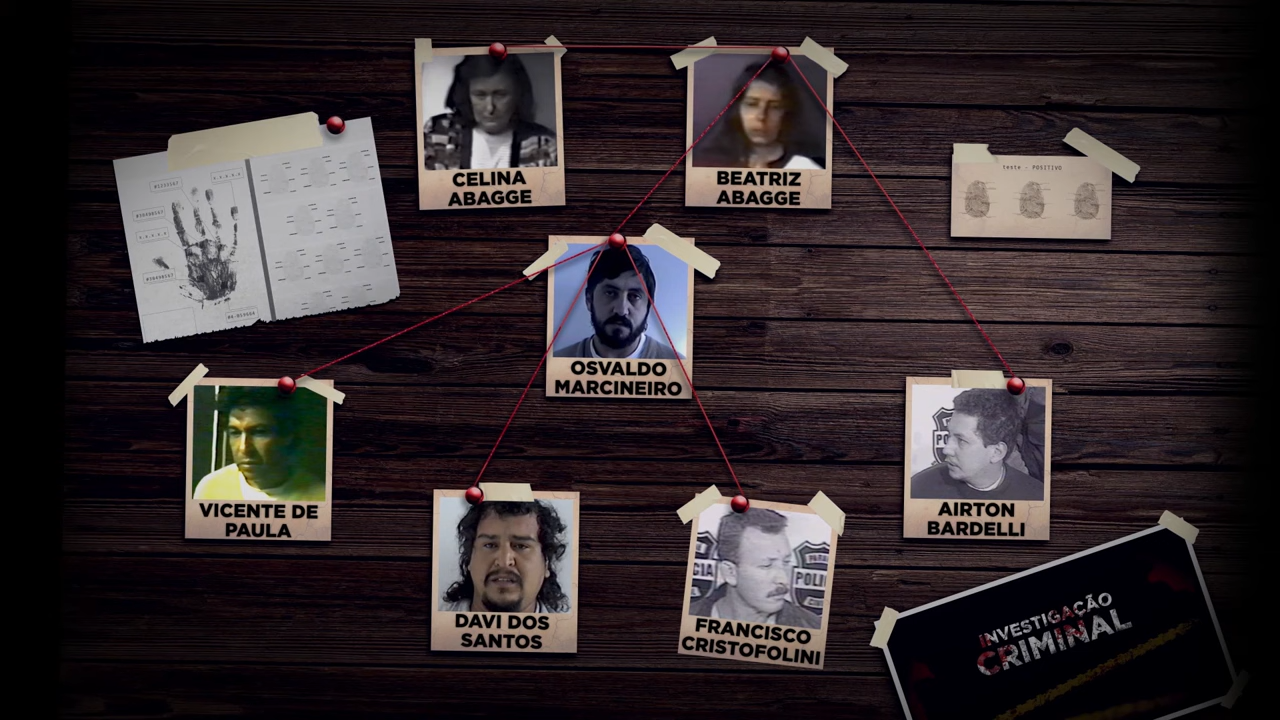 CELINA
ABAGGE
BEATRIZ
ABAGGE
teste - POSITIVO
OSVALDO
MARCINEIRO
VICENTE DE
PAULA
AIRTON
BARDELLI
DAVI DOS
SANTOS
POLI
FRANCISCO
CRISTOFOLINI
INVESTIGAÇÃO
CRIMINAL